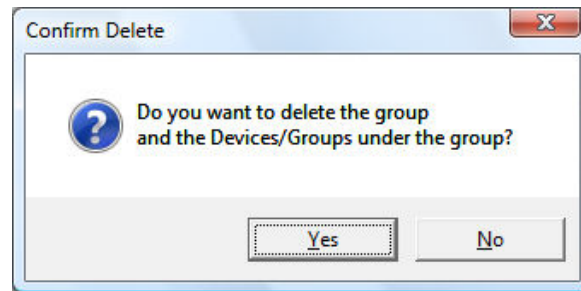 Confirm Delete
Do you want to delete the group
and the Devices/Groups under the group?
Yes
No